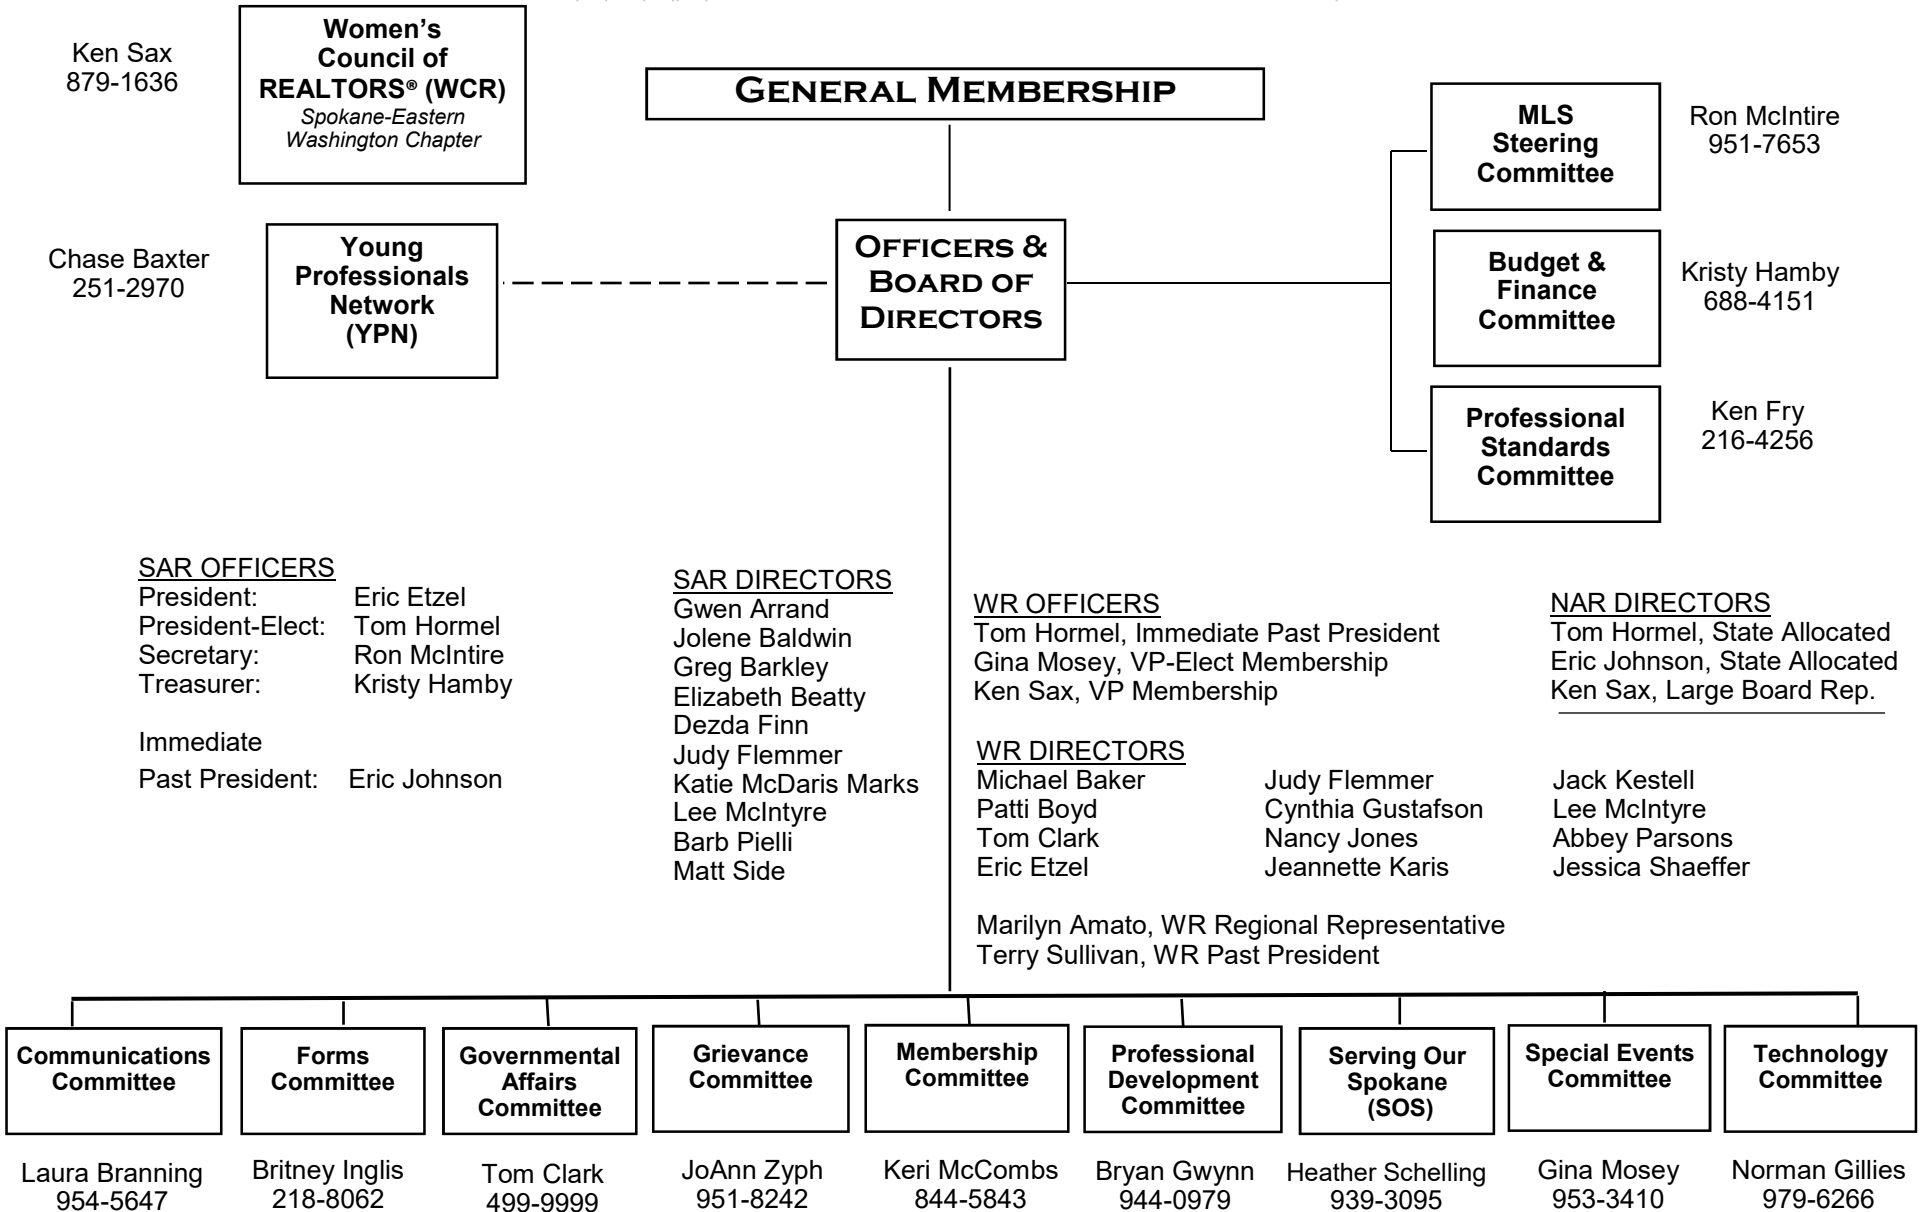 Ken Sax
879-1636
Women’s
Council of
REALTORS® (WCR)
Spokane-Eastern
Washington Chapter
GENERAL MEMBERSHIP
MLS
Steering
Committee
Ron McIntire
951-7653
Chase Baxter
251-2970
Young
Professionals
Network
(YPN)
OFFICERS &
BOARD OF
DIRECTORS
Budget &
Finance
Committee
Kristy Hamby
688-4151
Professional
Standards
Committee
Ken Fry
216-4256
SAR OFFICERS
President: Eric Etzel
President-Elect: Tom Hormel
Secretary: Ron McIntire
Treasurer: Kristy Hamby
Immediate
Past President: Eric Johnson
SAR DIRECTORS
Gwen Arrand
Jolene Baldwin
Greg Barkley
Elizabeth Beatty
Dezda Finn
Judy Flemmer
Katie McDaris Marks
Lee McIntyre
Barb Pielli
Matt Side
WR OFFICERS
Tom Hormel, Immediate Past President
Gina Mosey, VP-Elect Membership
Ken Sax, VP Membership
NAR DIRECTORS
Tom Hormel, State Allocated
Eric Johnson, State Allocated
Ken Sax, Large Board Rep.
WR DIRECTORS
Michael Baker
Patti Boyd
Tom Clark
Eric Etzel
Judy Flemmer
Cynthia Gustafson
Nancy Jones
Jeannette Karis
Jack Kestell
Lee McIntyre
Abbey Parsons
Jessica Shaeffer
Marilyn Amato, WR Regional Representative
Terry Sullivan, WR Past President
Communications
Committee
Laura Branning
954-5647
Forms
Committee
Britney Inglis
218-8062
Governmental
Affairs
Committee
Tom Clark
499-9999
Grievance
Committee
JoAnn Zyph
951-8242
Membership
Committee
Keri McCombs
844-5843
Professional
Development
Committee
Bryan Gwynn
944-0979
Serving Our
Spokane
(SOS)
Heather Schelling
939-3095
Special Events
Committee
Gina Mosey
953-3410
Technology
Committee
Norman Gillies
979-6266